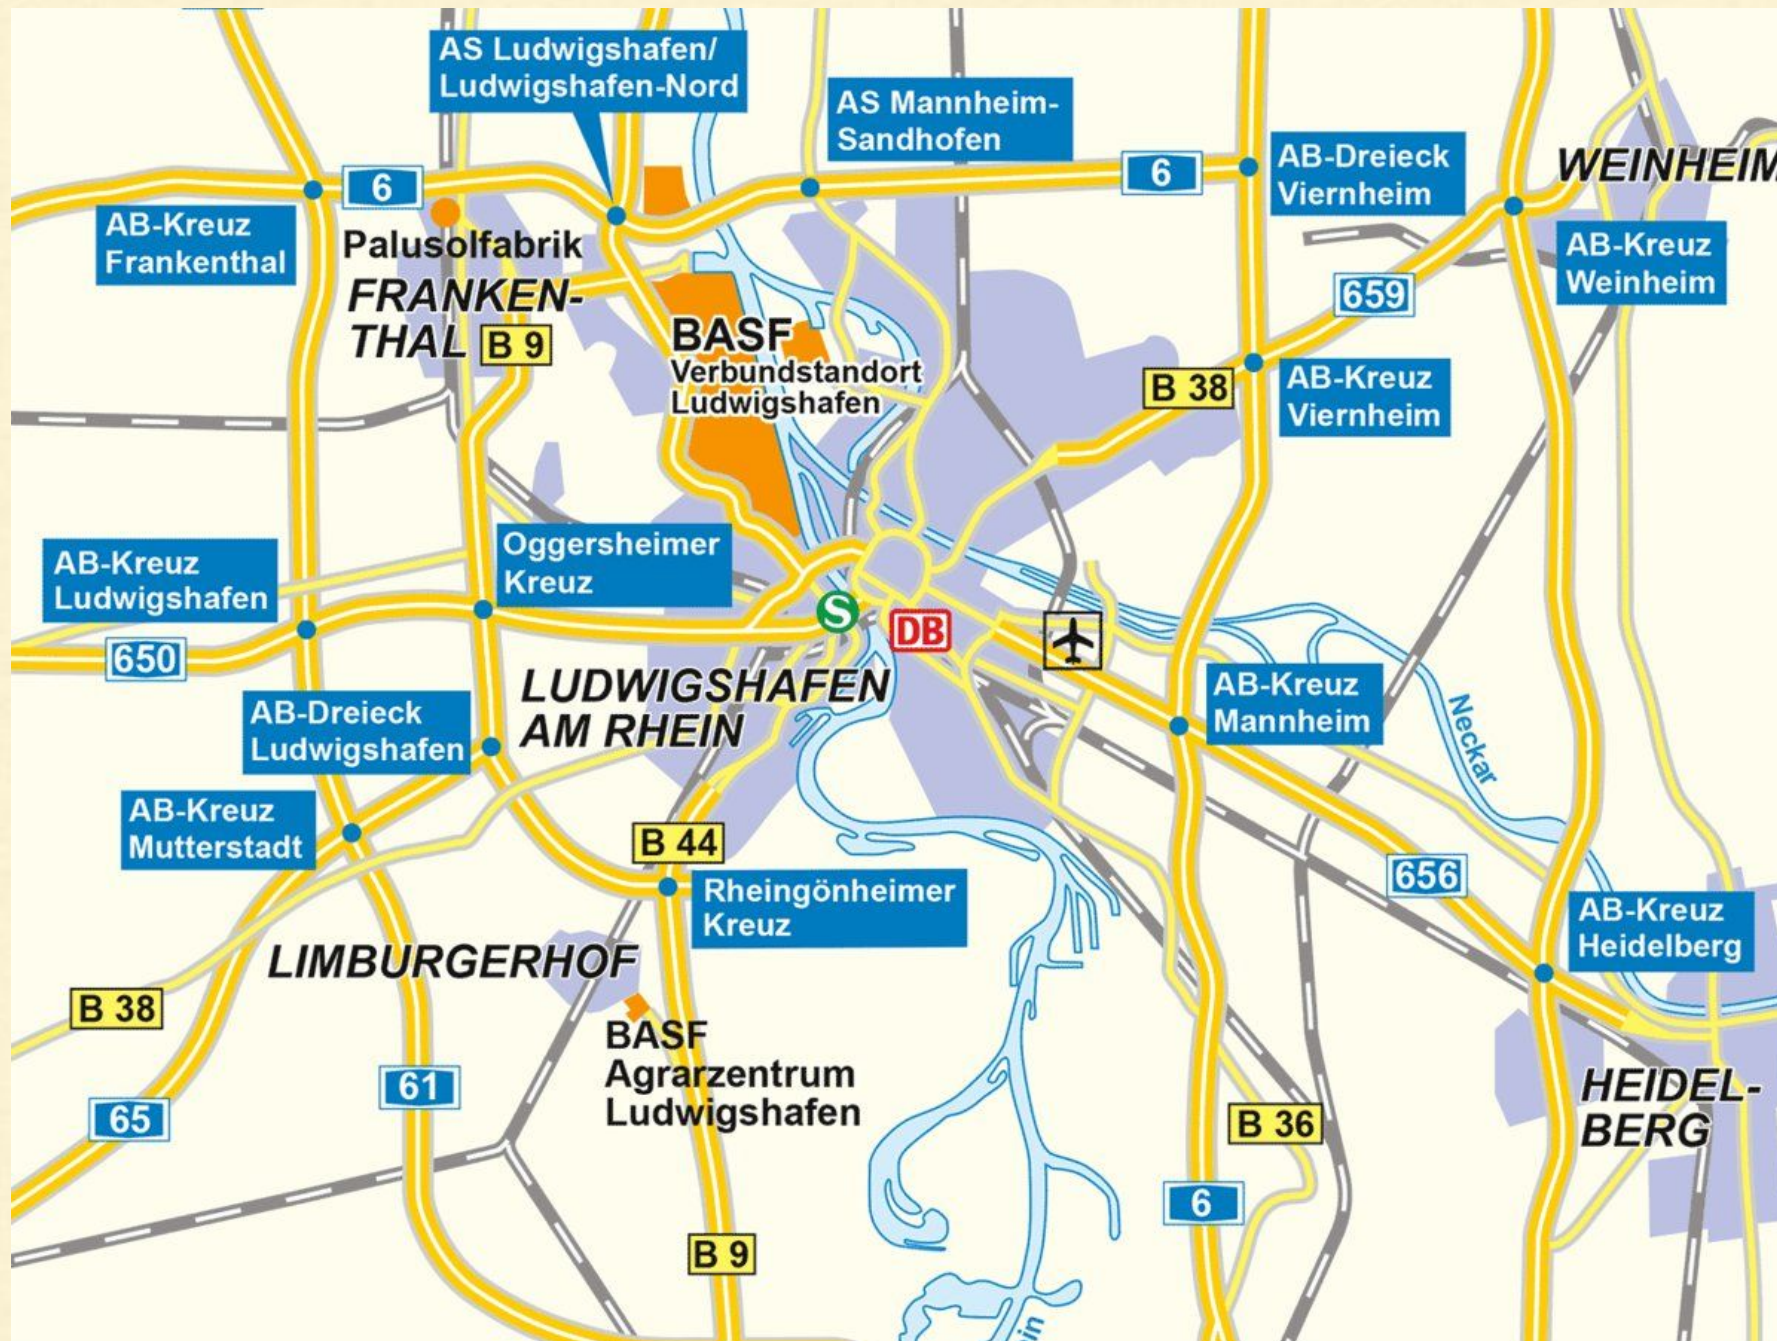 AS Ludwigshafen/
Ludwigshafen-Nord
AS Mannheim-
Sandhofen
6
6
AB-Dreieck
Viernheim
WEINHEIM
AB-Kreuz
Frankenthal
Palusolfabrik
FRANKEN-
THAL
B 9
AB-Kreuz
Weinheim
659
BASF
Verbundstandort
Ludwigshafen
B 38
AB-Kreuz
Viernheim
Oggersheimer
Kreuz
AB-Kreuz
Ludwigshafen
S
DB
650
LUDWIGSHAFEN
AM RHEIN
AB-Kreuz
Mannheim
Neckar
AB-Dreieck
Ludwigshafen
AB-Kreuz
Mutterstadt
B 44
656
Rheingönheimer
Kreuz
AB-Kreuz
Heidelberg
LIMBURGERHOF
B 38
BASF
Agrarzentrum
Ludwigshafen
61
65
HEIDEL-
BERG
B 36
6
B 9
in